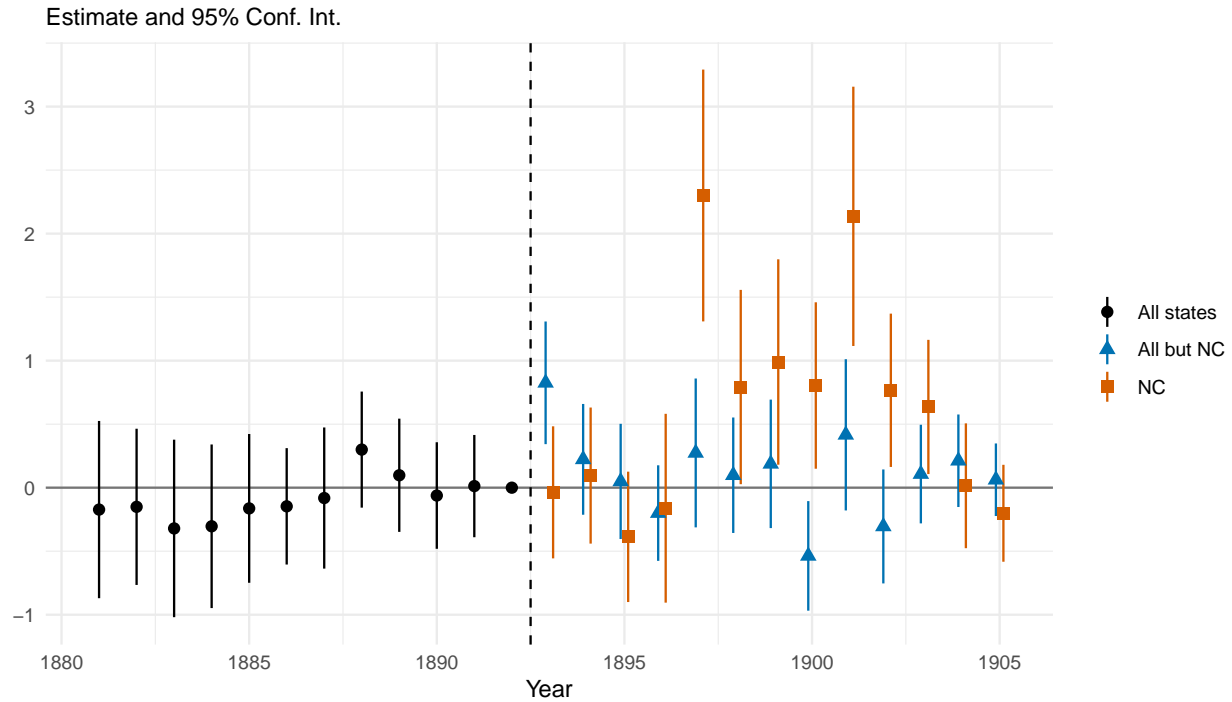 Estimate and 95% Conf. Int.
3
2
1
0
−1
1880 1885 1890 1895 1900 1905
Year
All states
All but NC
NC